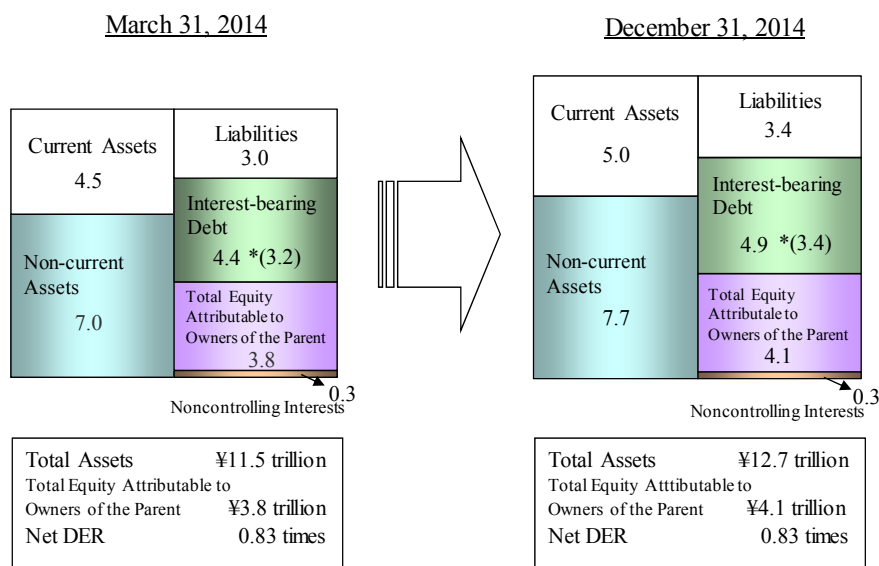 March 31, 2014
Current Assets
4.5
Liabilities
3.0
Non-current
Assets
7.0
Interest-bearing
Debt
4.4 *(3.2)
Total Equity
Attributable to
Owners of the Parent
3.8
0.3
Noncontrolling Interests
Total Assets ¥11.5 trillion
Total Equity Attributable to
Owners of the Parent ¥3.8 trillion
Net DER 0.83 times
December 31, 2014
Current Assets
5.0
Liabilities
3.4
Non-current
Assets
7.7
Interest-bearing
Debt
4.9 *(3.4)
Total Equity
Attributale to
Owners of the Parent
4.1
0.3
Noncontrolling Interests
Total Assets ¥12.7 trillion
Total Equity Atttibutable to
Owners of the Parent ¥4.1 trillion
Net DER 0.83 times